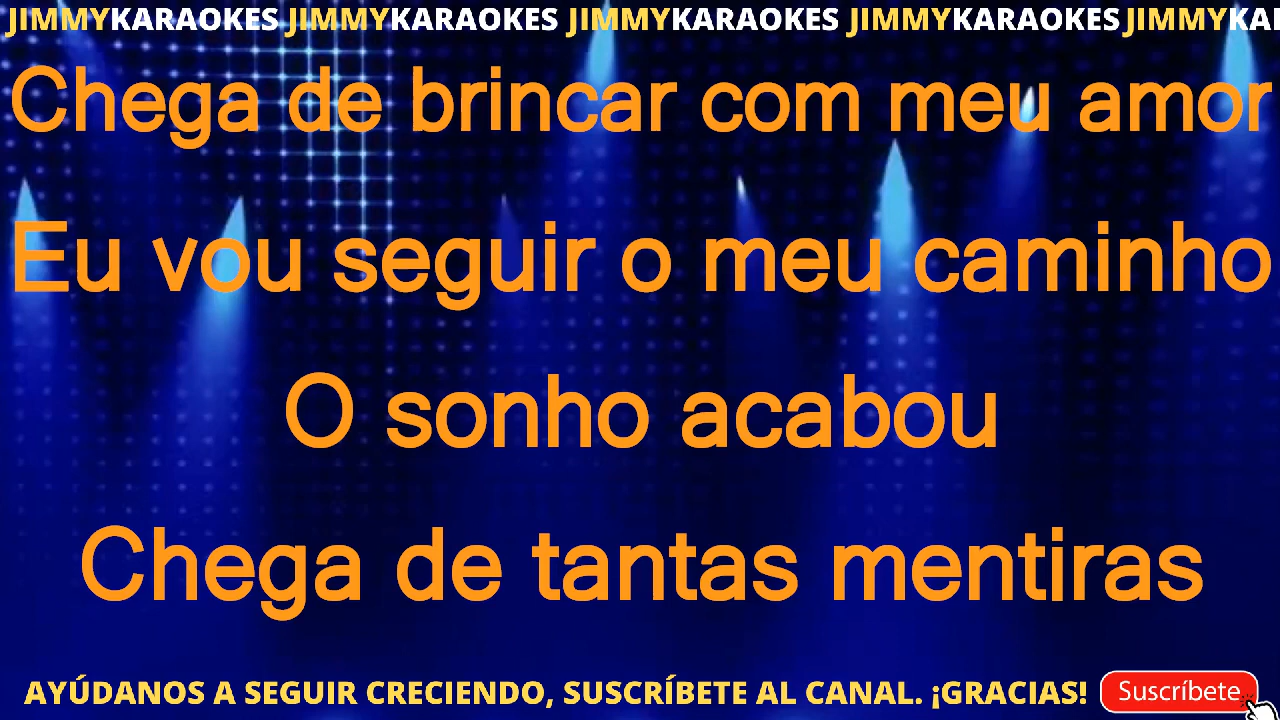 JIMMYKARAOKES JIMMYKARAOKES JIMMYKARAOKES JIMMYKARAOKES JIMMYKA
Chega de brincar com meu amor
Eu vou seguir o meu caminho
O sonho acabou
Chega de tantas mentiras
AYÚDANOS A SEGUIR CRECIENDO, SUSCRÍBETE AL CANAL. ¡GRACIAS! Suscríbete